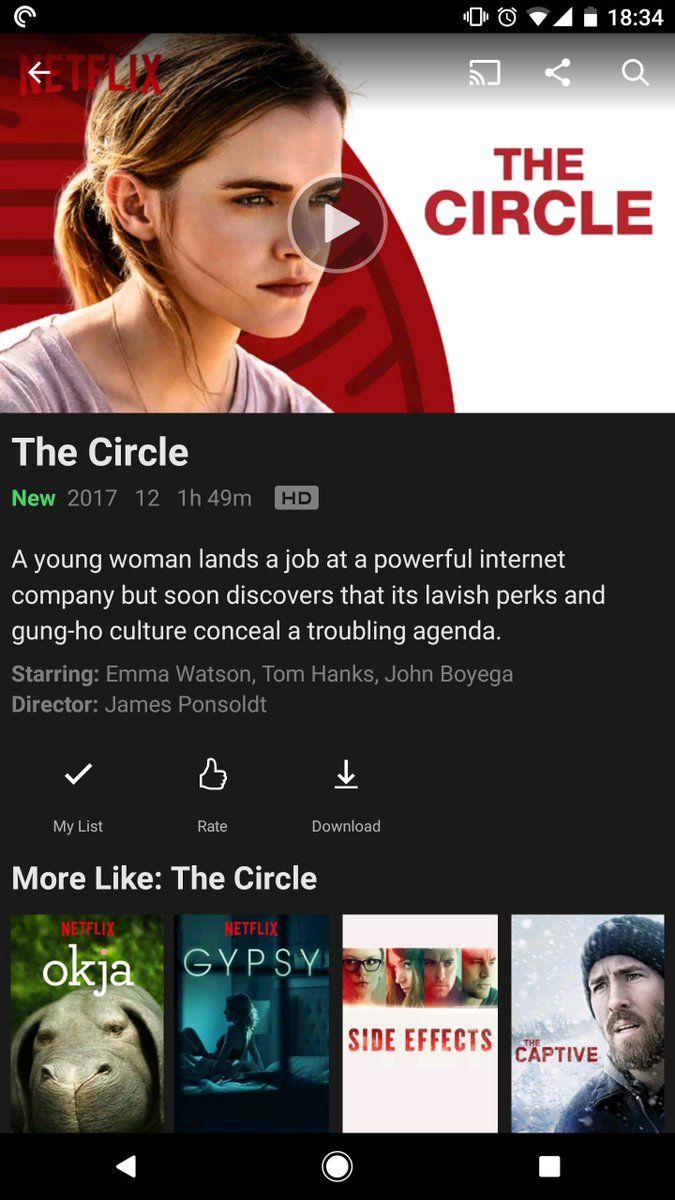 18:34
NETFLIX
THE
CIRCLE
The Circle
New 2017 12 1h 49m HD
A young woman lands a job at a powerful internet
company but soon discovers that its lavish perks and
gung-ho culture conceal a troubling agenda.
Starring: Emma Watson, Tom Hanks, John Boyega
Director: James Ponsoldt
My List Rate Download
More Like: The Circle
NETFLIX
okja
NETFLIX
GYPSY
SIDE EFFECTS
THE
CAPTIVE